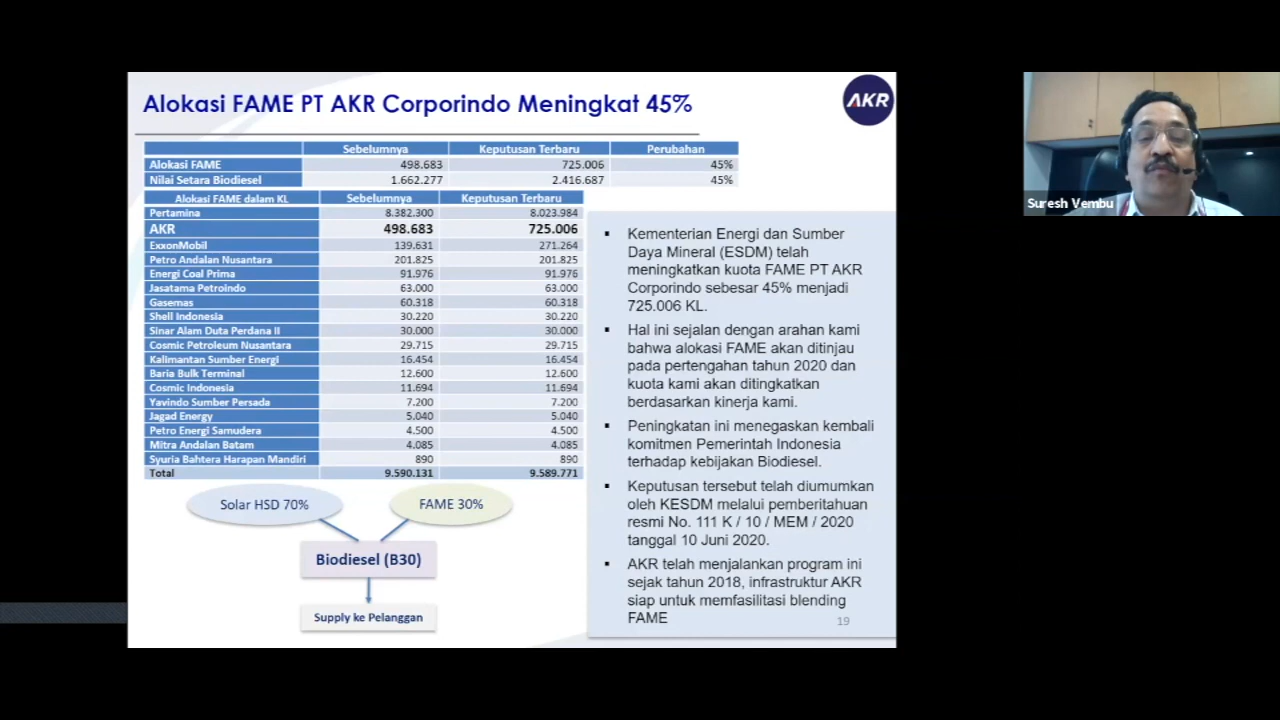 Alokasi FAME PT AKR Corporindo Meningkat 45%
AKR
Sebelumnya Keputusan Terbaru Perubahan
Alokasi FAME 498.683 725.006 45%
Nilai Setara Biodiesel 1.662.277 2.416.687 45%
Alokasi FAME dalam KL Sebelumnya Keputusan Terbaru
Pertamina 8.382.300 8.023.984
AKR 498.683 725.006
ExxonMobil 139.631 271.264
Petro Andalan Nusantara 201.825 201.825
Energi Coal Prima 91.976 91.976
Jasatama Petroindo 63.000 63.000
Gasemas 60.318 60.318
Shell Indonesia 30.220 30.220
Sinar Alam Duta Perdana II 30.000 30.000
Cosmic Petroleum Nusantara 29.715 29.715
Kalimantan Sumber Energi 16.454 16.454
Baria Bulk Terminal 12.600 12.600
Cosmic Indonesia 11.694 11.694
Yavindo Sumber Persada 7.200 7.200
Jagad Energy 5.040 5.040
Petro Energi Samudera 4.500 4.500
Mitra Andalan Batam 4.085 4.085
Syuria Bahtera Harapan Mandiri 890 890
Total 9.590.131 9.589.771
Solar HSD 70% FAME 30%
Biodiesel (B30)
Supply ke Pelanggan
▪ Kementerian Energi dan Sumber
Daya Mineral (ESDM) telah
meningkatkan kuota FAME PT AKR
Corporindo sebesar 45% menjadi
725.006 KL.
▪ Hal ini sejalan dengan arahan kami
bahwa alokasi FAME akan ditinjau
pada pertengahan tahun 2020 dan
kuota kami akan ditingkatkan
berdasarkan kinerja kami.
▪ Peningkatan ini menegaskan kembali
komitmen Pemerintah Indonesia
terhadap kebijakan Biodiesel.
▪ Keputusan tersebut telah diumumkan
oleh KESDM melalui pemberitahuan
resmi No. 111 K / 10 / MEM / 2020
tanggal 10 Juni 2020.
▪ AKR telah menjalankan program ini
sejak tahun 2018, infrastruktur AKR
siap untuk memfasilitasi blending
FAME
19
Suresh Vembu